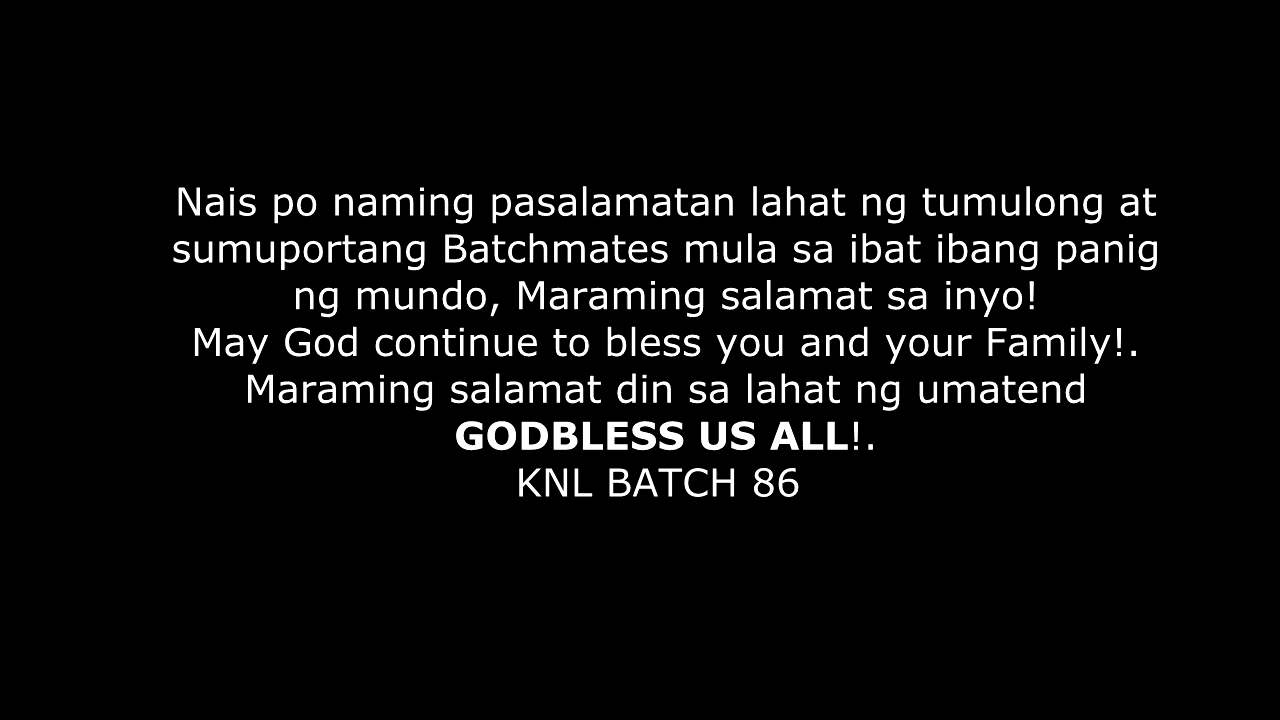 Nais po naming pasalamatan lahat ng tumulong at
sumuportang Batchmates mula sa ibat ibang panig
ng mundo, Maraming salamat sa inyo!
May God continue to bless you and your Family!.
Maraming salamat din sa lahat ng umatend
GODBLESS US ALL!.
KNL BATCH 86